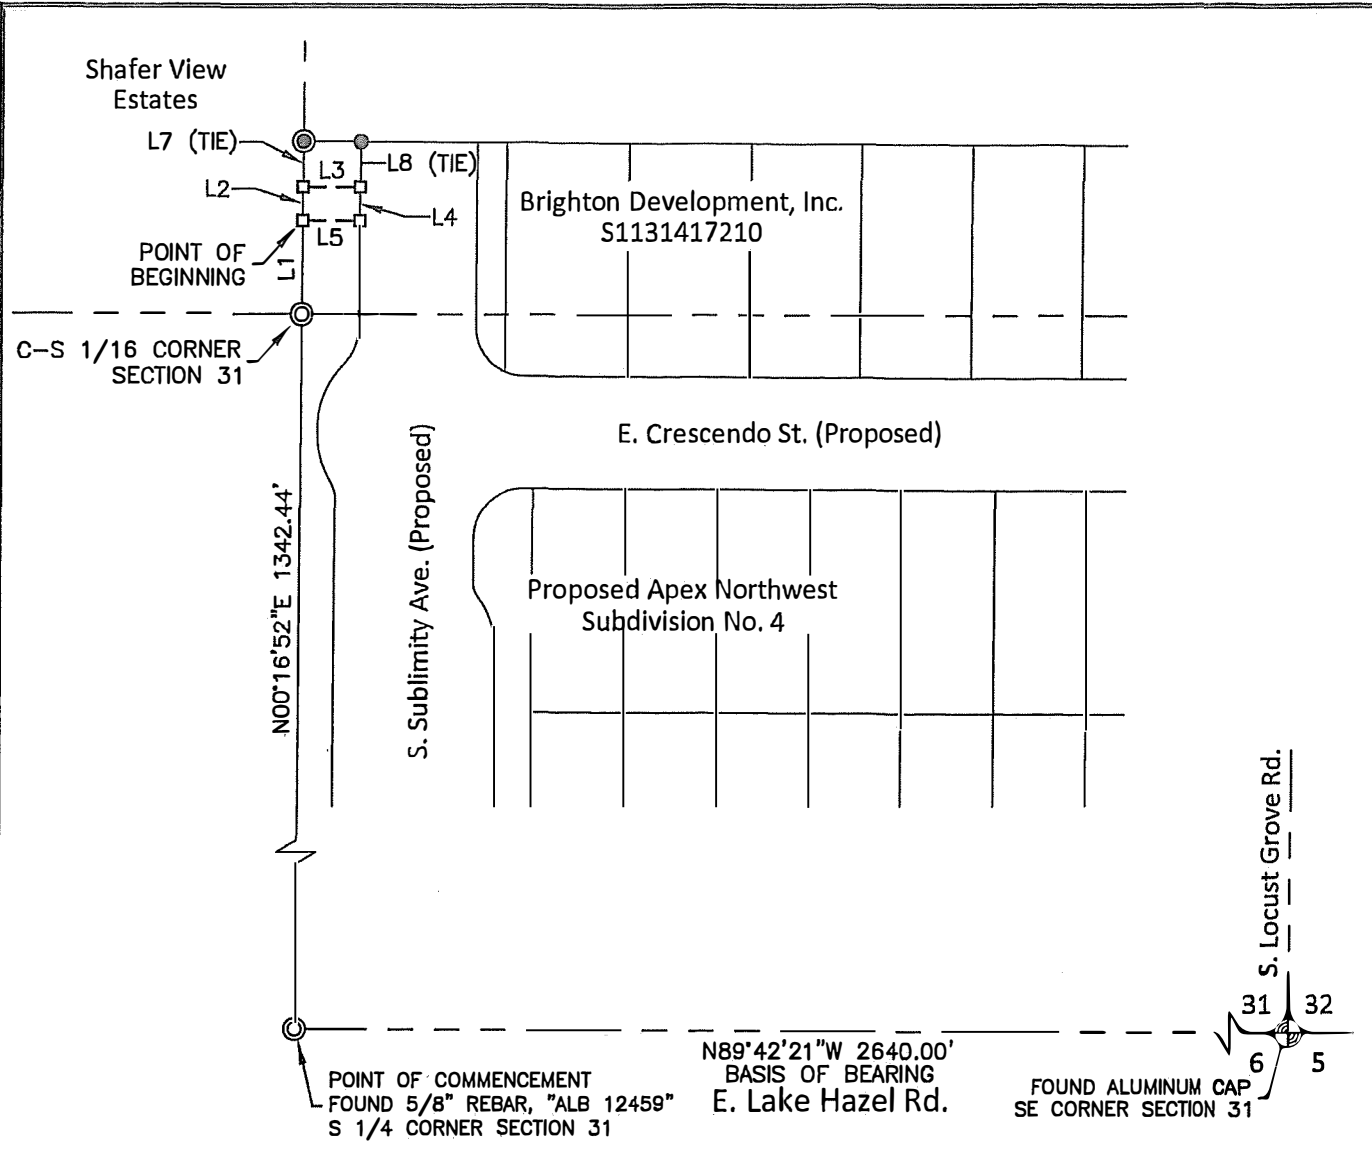 Shafer View
Estates
L7 (TIE)
L3
L8 (TIE)
L2
L4
L5
POINT OF
BEGINNING
L1
Brighton Development, Inc.
S1131417210
C-S 1/16 CORNER
SECTION 31
E. Crescendo St. (Proposed)
S. Sublimity Ave. (Proposed)
N00°16'52"E 1342.44'
Proposed Apex Northwest
Subdivision No. 4
S. Locust Grove Rd.
31 32
6 5
N89°42'21"W 2640.00'
BASIS OF BEARING
E. Lake Hazel Rd.
POINT OF COMMENCEMENT
FOUND 5/8" REBAR, "ALB 12459"
S 1/4 CORNER SECTION 31
FOUND ALUMINUM CAP
SE CORNER SECTION 31